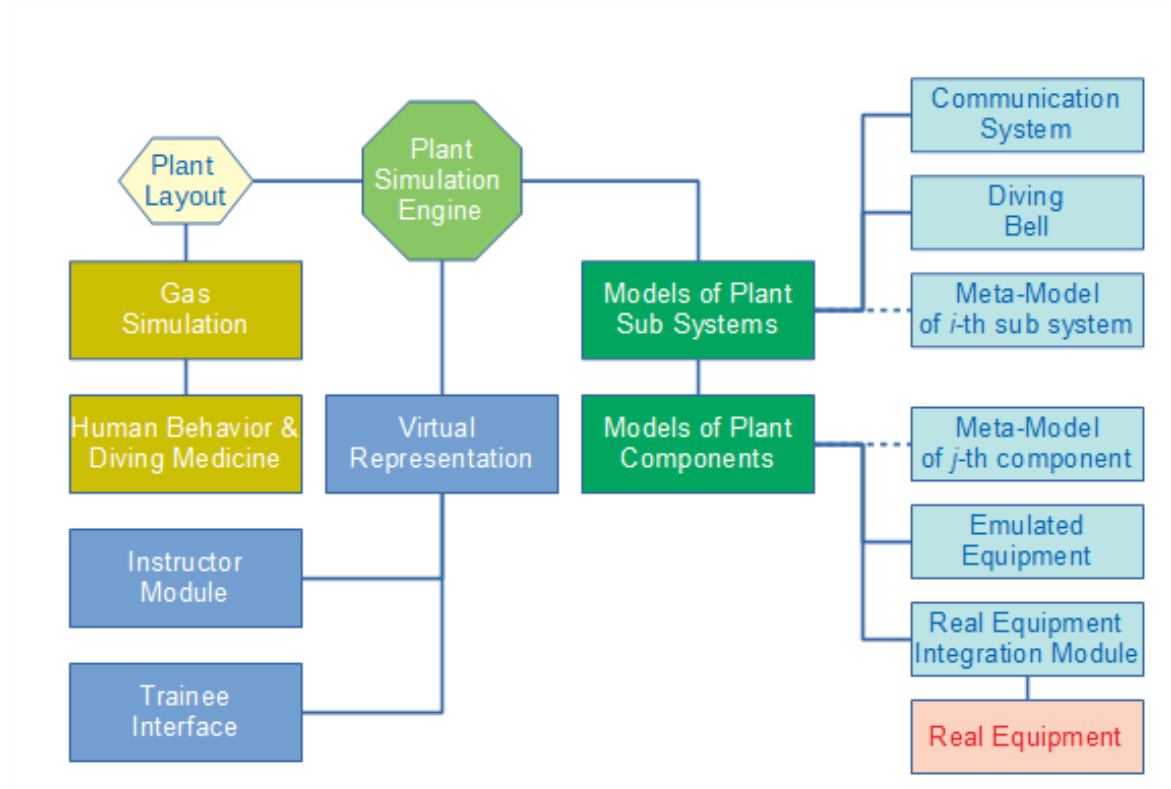 Plant
Layout
Plant
Simulation
Engine
Gas
Simulation
Human Behavior &
Diving Medicine
Virtual
Representation
Instructor
Module
Trainee
Interface
Models of Plant
Sub Systems
Models of Plant
Components
Communication
System
Diving
Bell
Meta-Model
of i-th sub system
Meta-Model
of j-th component
Emulated
Equipment
Real Equipment
Integration Module
Real Equipment